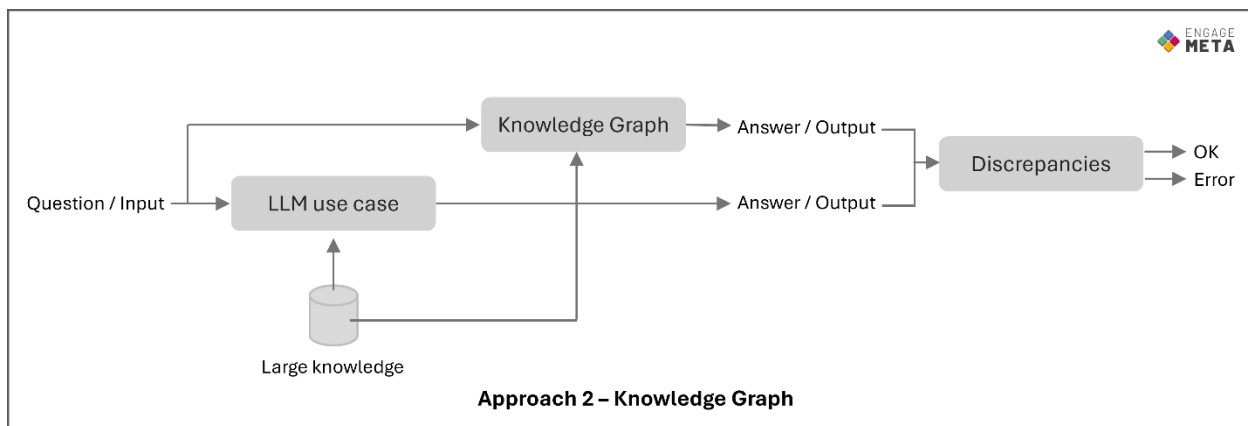 ENGAGE
META
Knowledge Graph
Answer / Output
Discrepancies
OK
Error
Question / Input
LLM use case
Answer / Output
Large knowledge
Approach 2 – Knowledge Graph